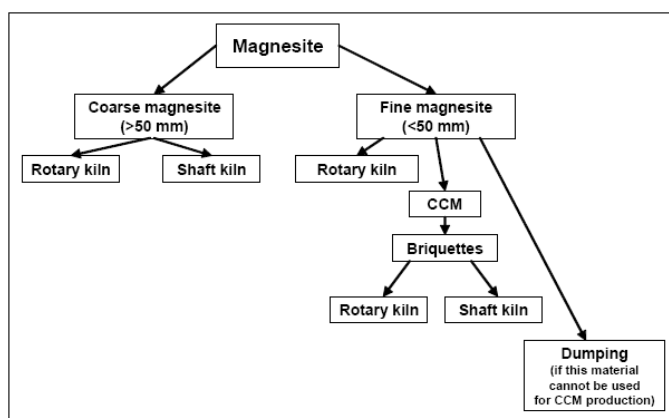 Magnesite
Coarse magnesite
(>50 mm)
Fine magnesite
(<50 mm)
Rotary kiln
Shaft kiln
Rotary kiln
CCM
Briquettes
Rotary kiln
Shaft kiln
Dumping
(if this material
cannot be used
for CCM production)